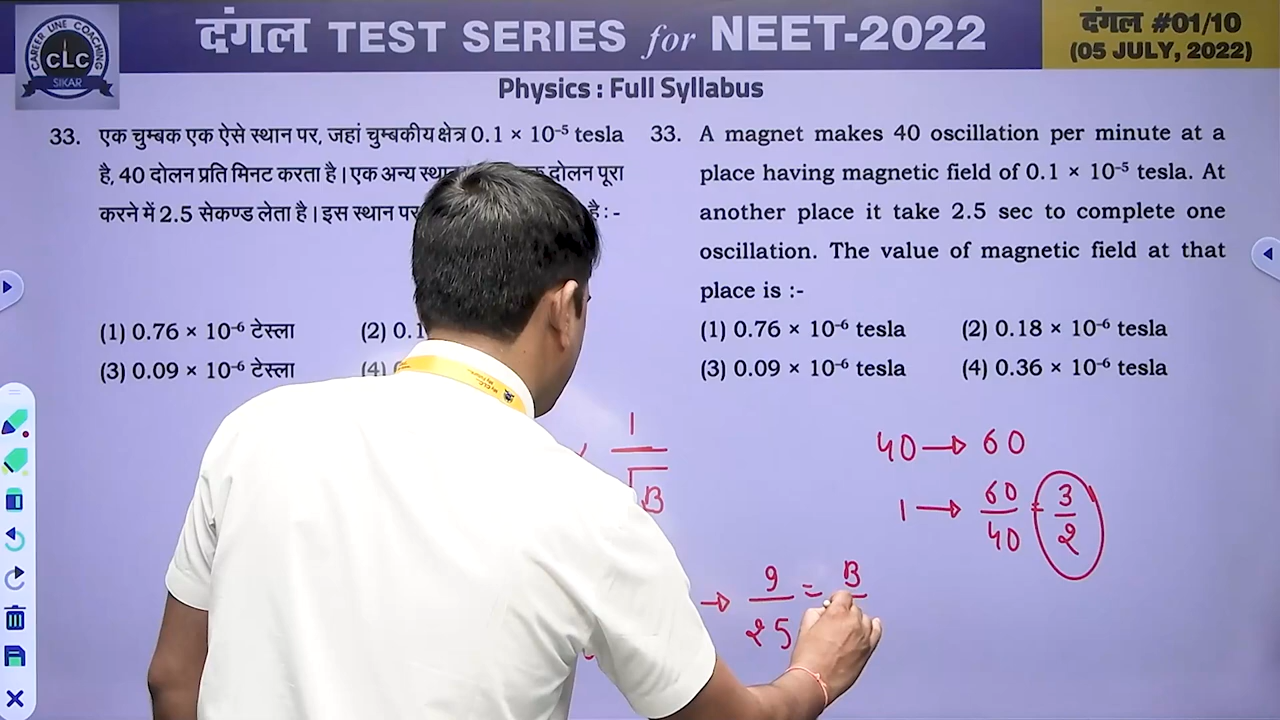 CAREER LINE COACHING
CLC
SIKAR
दंगल TEST SERIES for NEET-2022
दंगल #01/10
(05 JULY, 2022)
Physics : Full Syllabus
33. एक चुम्बक एक ऐसे स्थान पर, जहां चुम्बकीय क्षेत्र 0.1 × 10⁻⁵ tesla
है, 40 दोलन प्रति मिनट करता है। एक अन्य दोलन पूरा
करने में 2.5 सेकण्ड लेता है। इस स्थान पर है : -
(1) 0.76 × 10⁻⁶ टेस्ला (2) 0.1
(3) 0.09 × 10⁻⁶ टेस्ला (4)
33. A magnet makes 40 oscillation per minute at a
place having magnetic field of 0.1 × 10⁻⁵ tesla. At
another place it take 2.5 sec to complete one
oscillation. The value of magnetic field at that
place is :-
(1) 0.76 × 10⁻⁶ tesla (2) 0.18 × 10⁻⁶ tesla
(3) 0.09 × 10⁻⁶ tesla (4) 0.36 × 10⁻⁶ tesla
1
√B
40 → 60
1 → 60/40 = 3/2
→ 9/25 = B